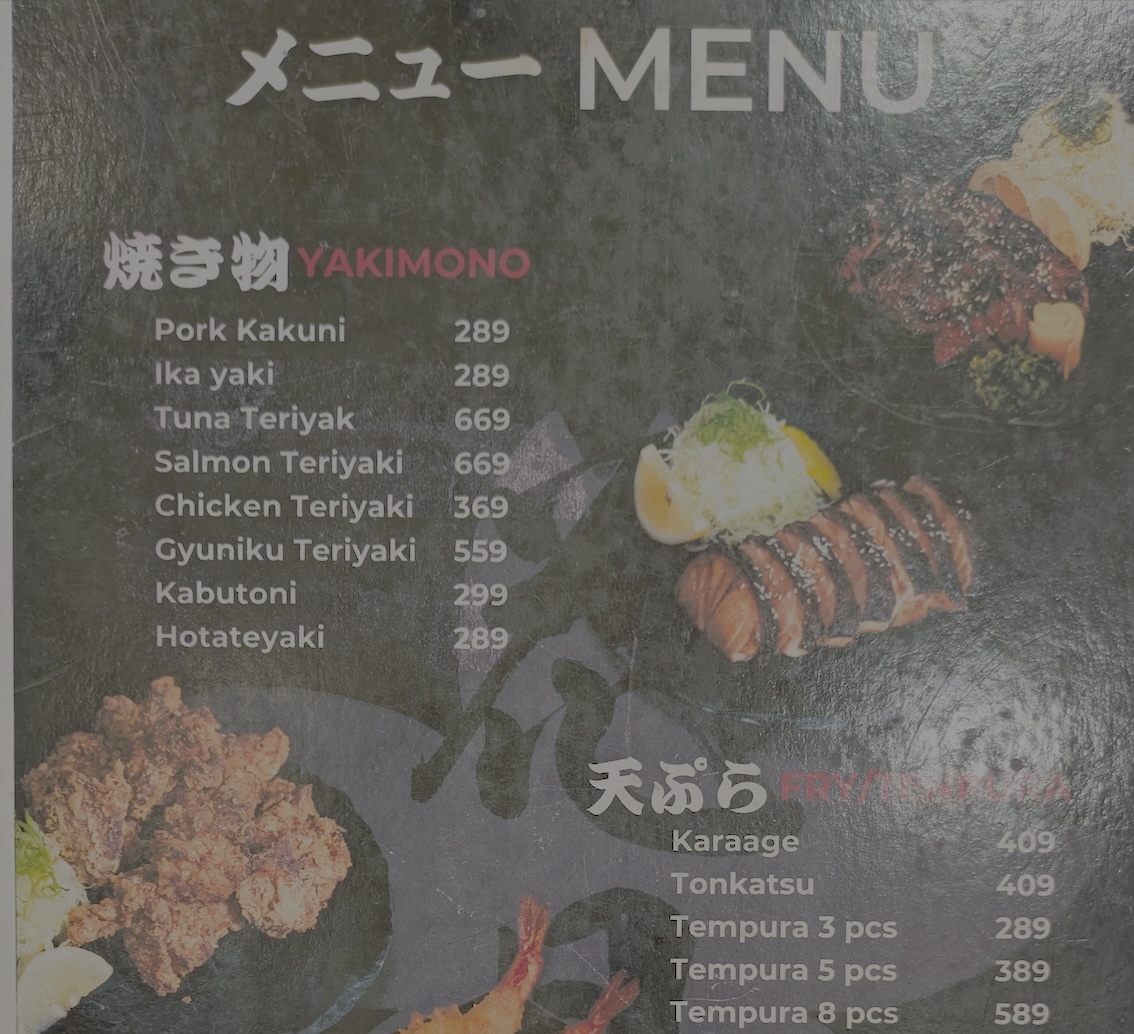 メニュー MENU
焼き物 YAKIMONO
Pork Kakuni 289
Ika yaki 289
Tuna Teriyak 669
Salmon Teriyaki 669
Chicken Teriyaki 369
Gyuniku Teriyaki 559
Kabutoni 299
Hotateyaki 289
天ぷら FRY/TEMPURA
Karaage 409
Tonkatsu 409
Tempura 3 pcs 289
Tempura 5 pcs 389
Tempura 8 pcs 589